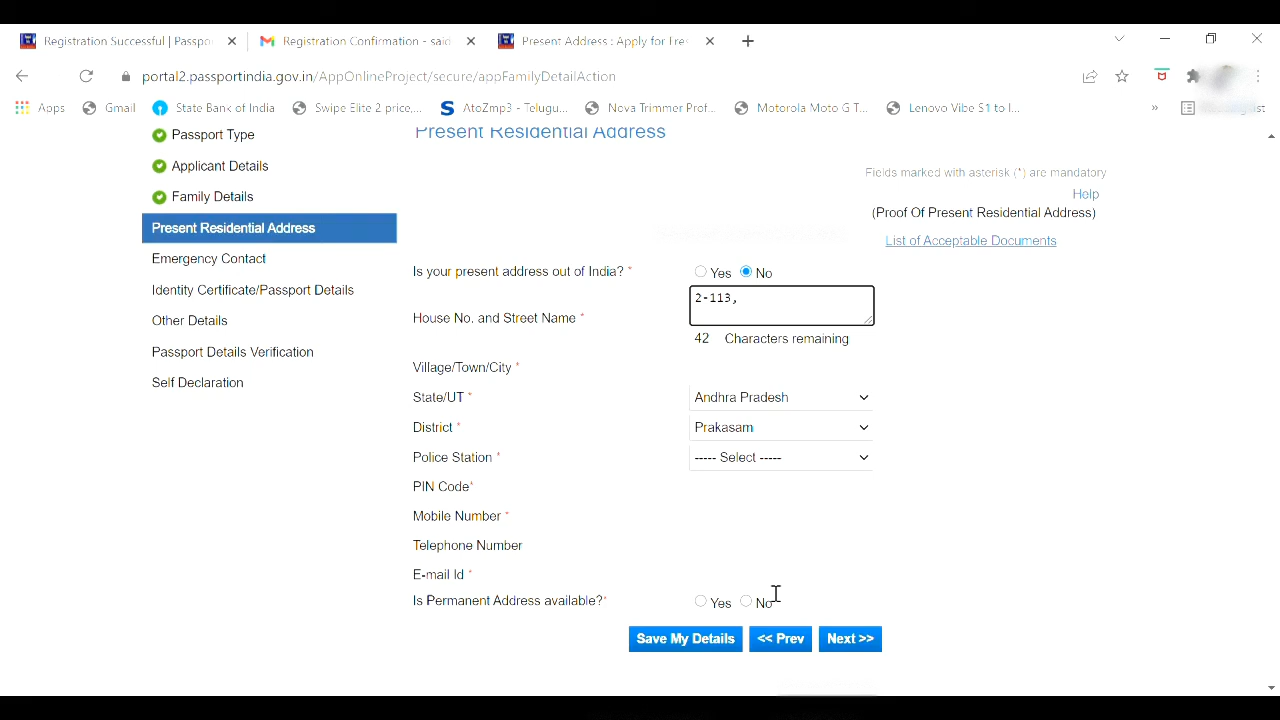 Registration Successful | Passpo
Registration Confirmation - said
Present Address : Apply for Fres
portal2.passportindia.gov.in/AppOnlineProject/secure/appFamilyDetailAction
Apps
Gmail
State Bank of India
Swipe Elite 2 price,...
AtoZmp3 - Telugu...
Nova Trimmer Prof...
Motorola Moto G T...
Lenovo Vibe S1 to l...
»
Passport Type
Present Residential Address
Applicant Details
Fields marked with asterisk (*) are mandatory
Family Details
Help
(Proof Of Present Residential Address)
Present Residential Address
List of Acceptable Documents
Emergency Contact
Is your present address out of India? * Yes No
Identity Certificate/Passport Details
2-113,
House No. and Street Name *
Other Details
42 Characters remaining
Passport Details Verification
Village/Town/City *
Self Declaration
State/UT * Andhra Pradesh
District * Prakasam
Police Station * ----- Select -----
PIN Code*
Mobile Number *
Telephone Number
E-mail Id *
Is Permanent Address available?* Yes No
Save My Details << Prev Next >>